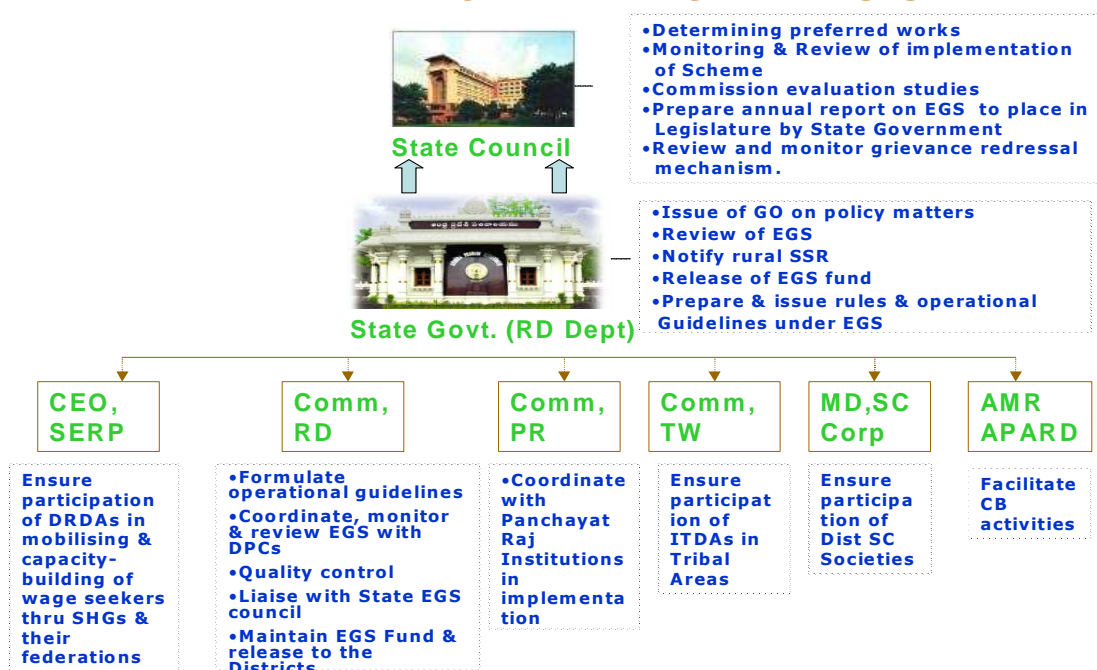 •Determining preferred works
•Monitoring & Review of implementation
of Scheme
•Commission evaluation studies
•Prepare annual report on EGS to place in
Legislature by State Government
•Review and monitor grievance redressal
mechanism.
State Council
•Issue of GO on policy matters
•Review of EGS
•Notify rural SSR
•Release of EGS fund
•Prepare & issue rules & operational
Guidelines under EGS
State Govt. (RD Dept)
CEO,
SERP
Comm,
RD
Comm,
PR
Comm,
TW
MD,SC
Corp
AMR
APARD
Ensure
participation
of DRDAs in
mobilising &
capacity-
building of
wage seekers
thru SHGs &
their
federations
•Formulate
operational guidelines
•Coordinate, monitor
& review EGS with
DPCs
•Quality control
•Liaise with State EGS
council
•Maintain EGS Fund &
release to the
Districts
•Coordinate
with
Panchayat
Raj
Institutions
in
implementa
tion
Ensure
participat
ion of
ITDAs in
Tribal
Areas
Ensure
participa
tion of
Dist SC
Societies
Facilitate
CB
activities